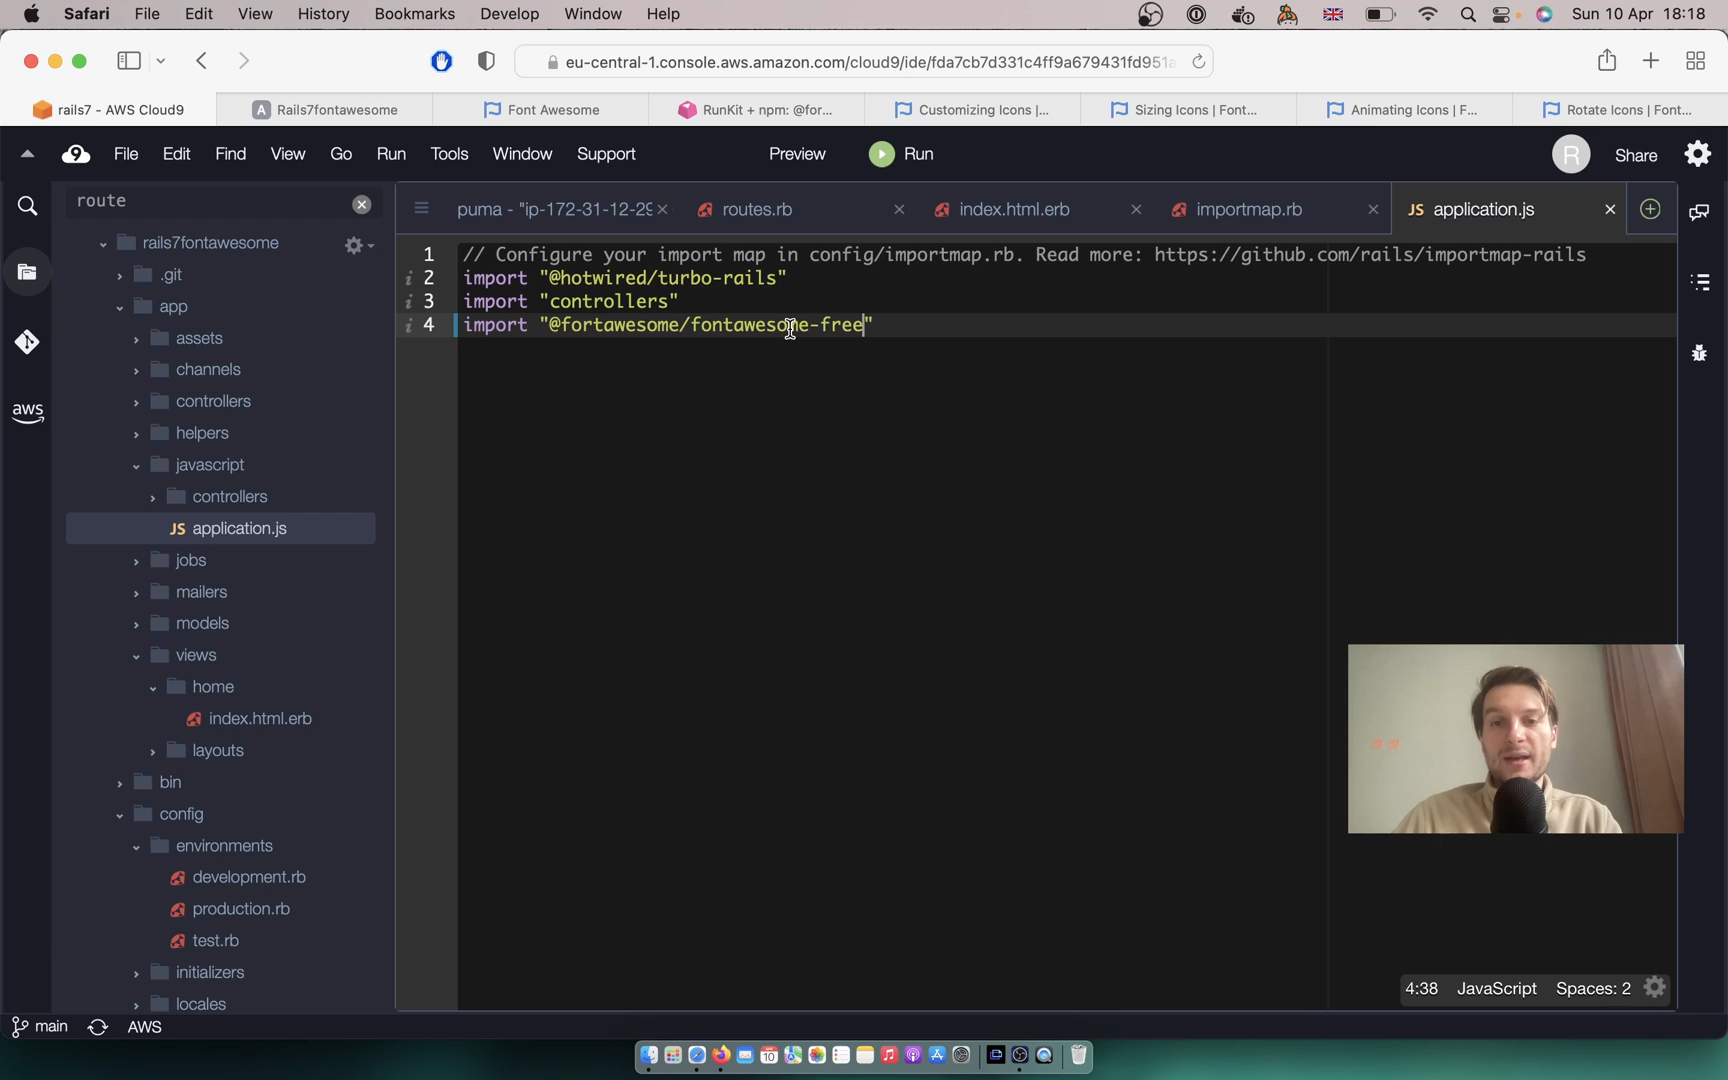 Safari File Edit View History Bookmarks Develop Window Help Sun 10 Apr 18:18
eu-central-1.console.aws.amazon.com/cloud9/ide/fda7cb7d331c4ff9a679431fd951a
rails7 - AWS Cloud9 A Rails7fontawesome Font Awesome RunKit + npm: @for... Customizing Icons |... Sizing Icons | Font... Animating Icons | F... Rotate Icons | Font...
9 File Edit Find View Go Run Tools Window Support Preview Run R Share
route
puma - "ip-172-31-12-29 routes.rb index.html.erb importmap.rb JS application.js
rails7fontawesome
.git
app
assets
channels
controllers
helpers
javascript
controllers
JS application.js
jobs
mailers
models
views
home
index.html.erb
layouts
bin
config
environments
development.rb
production.rb
test.rb
initializers
locales
aws
1 // Configure your import map in config/importmap.rb. Read more: https://github.com/rails/importmap-rails
i 2 import "@hotwired/turbo-rails"
i 3 import "controllers"
i 4 import "@fortawesome/fontawesome-free"
4:38 JavaScript Spaces: 2
main AWS
10